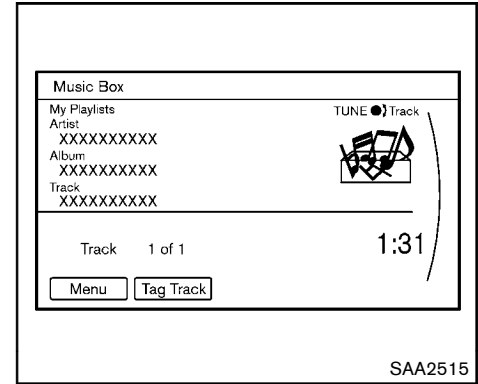 Music Box
My Playlists
TUNE Track
Artist
XXXXXXXXXX
Album
XXXXXXXXXX
Track
XXXXXXXXXX
Track 1 of 1
1:31
Menu Tag Track
SAA2515